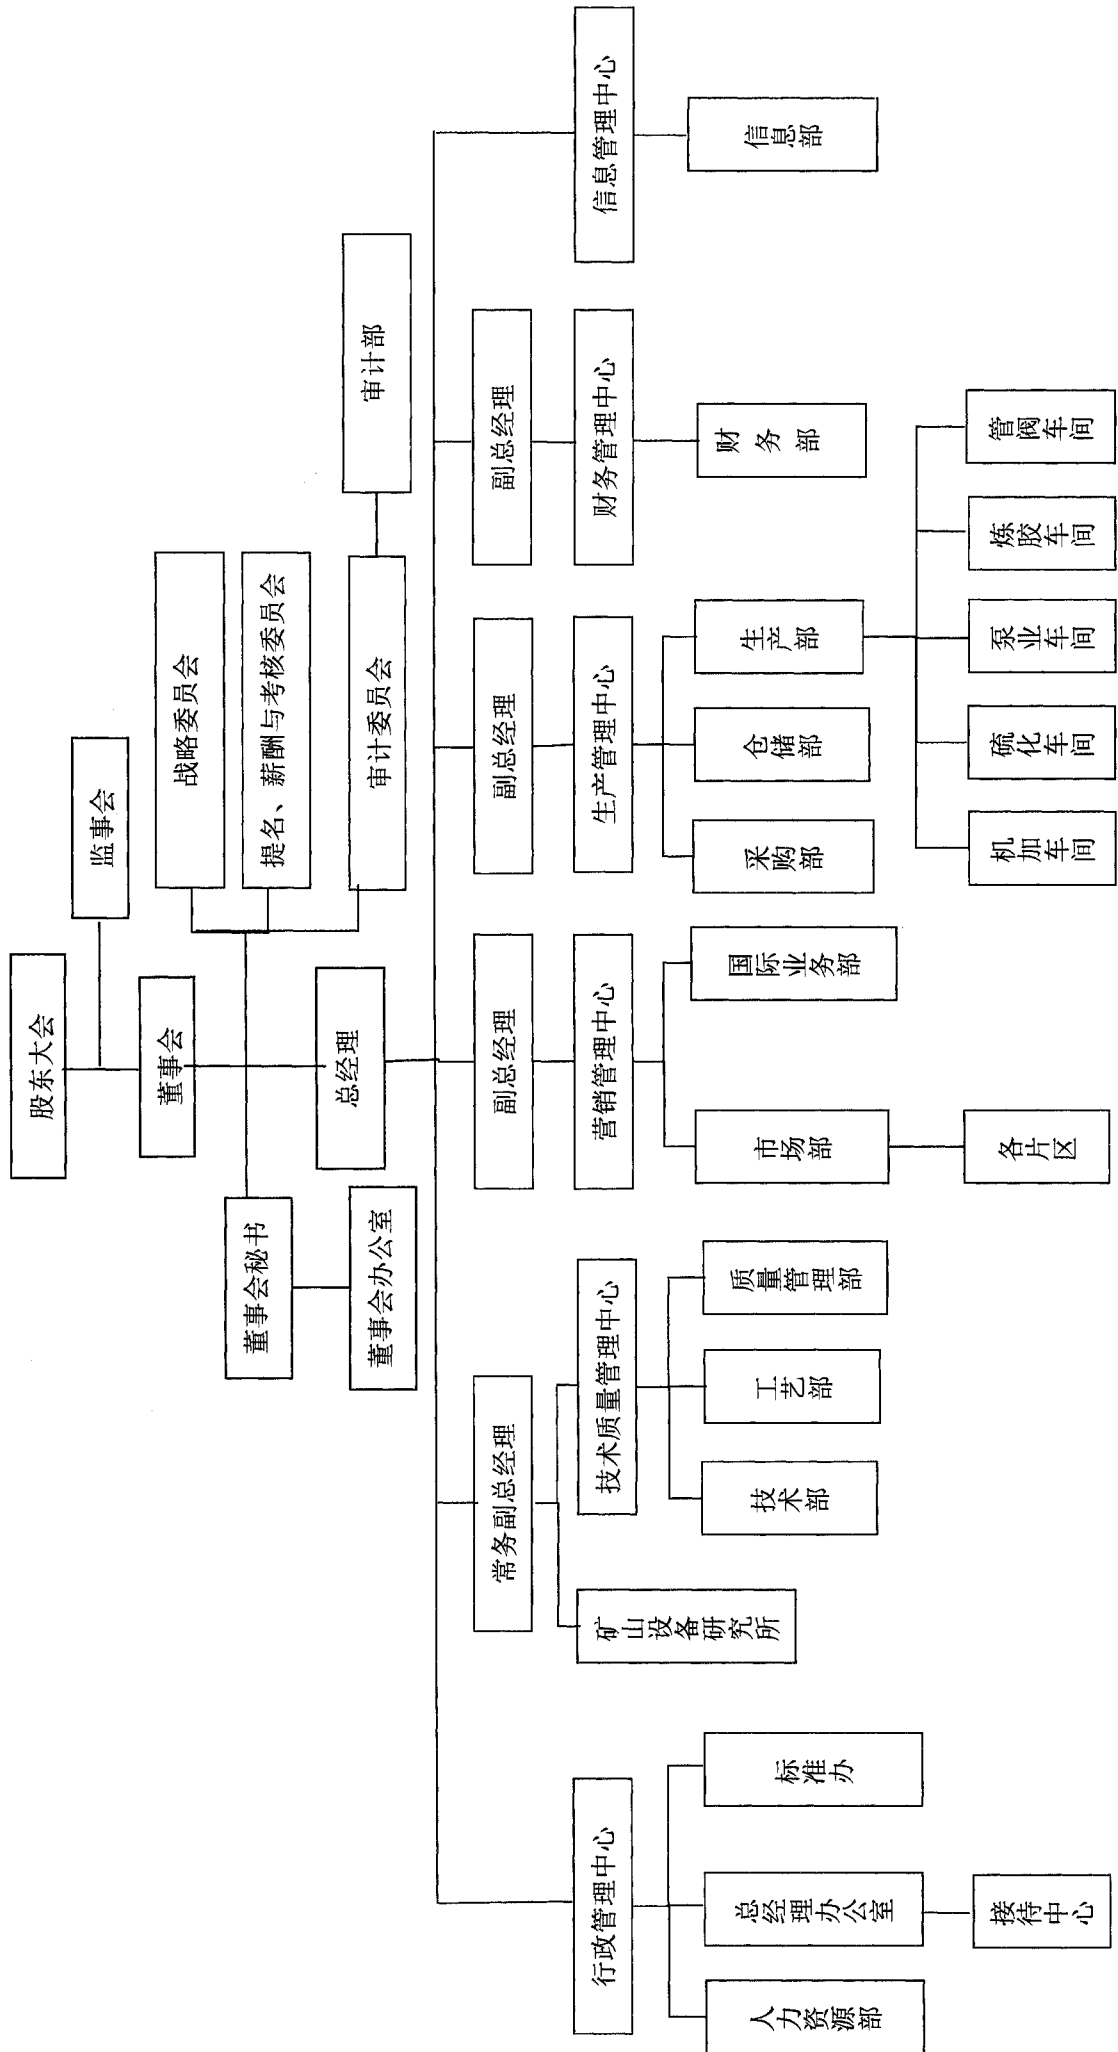 股东大会
监事会
董事会
战略委员会
提名、薪酬与考核委员会
审计委员会
审计部
董事会秘书
董事会办公室
总经理
常务副总经理
副总经理
副总经理
副总经理
行政管理中心
矿山设备研究所
技术质量管理中心
营销管理中心
生产管理中心
财务管理中心
信息管理中心
人力资源部
总经理办公室
标准办
技术部
工艺部
质量管理部
市场部
国际业务部
采购部
仓储部
生产部
财务部
信息部
接待中心
各片区
机加车间
硫化车间
泵业车间
炼胶车间
管阀车间